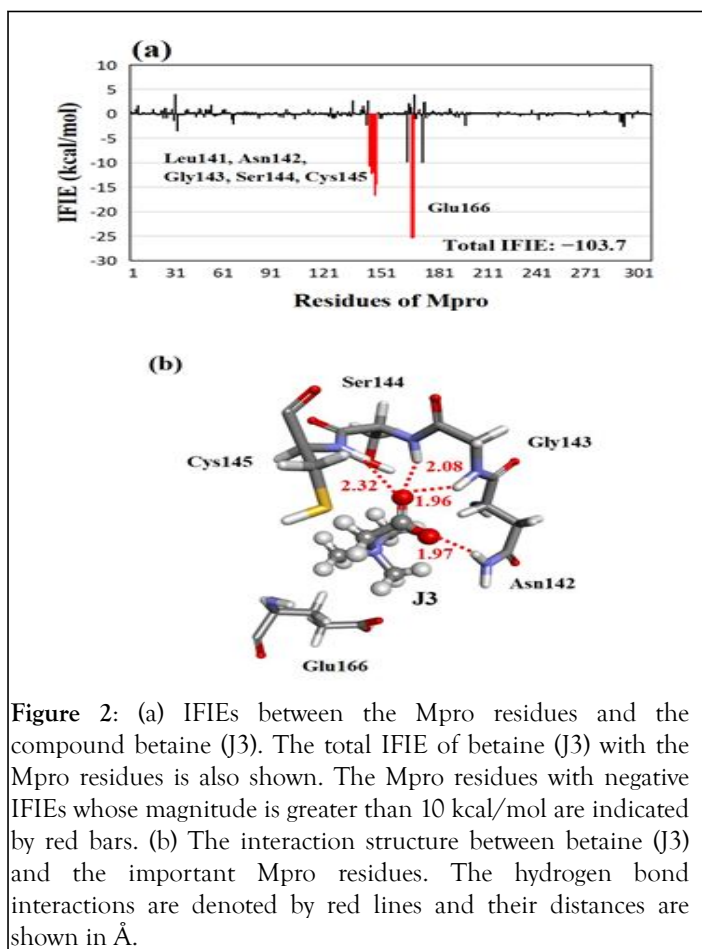 (a)
10
5
0
-5
-10
-15
-20
-25
-30
IFIE (kcal/mol)
Leu141, Asn142,
Gly143, Ser144, Cys145
Glu166
Total IFIE: −103.7
1 31 61 91 121 151 181 211 241 271 301
Residues of Mpro
(b)
Ser144
Gly143
Cys145
2.08
2.32
1.96
1.97
Asn142
J3
Glu166
Figure 2: (a) IFIEs between the Mpro residues and the
compound betaine (J3). The total IFIE of betaine (J3) with the
Mpro residues is also shown. The Mpro residues with negative
IFIEs whose magnitude is greater than 10 kcal/mol are indicated
by red bars. (b) The interaction structure between betaine (J3)
and the important Mpro residues. The hydrogen bond
interactions are denoted by red lines and their distances are
shown in Å.